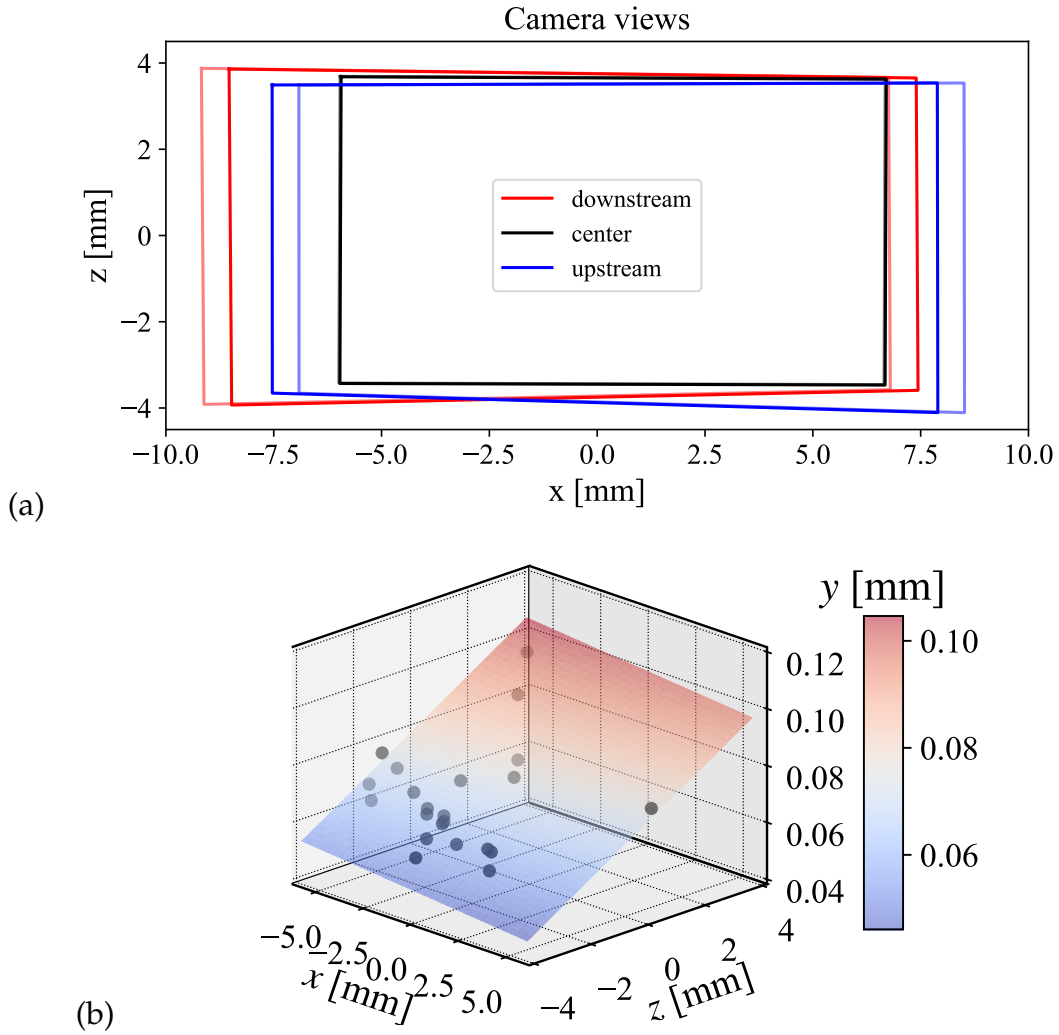 Camera views
4
2
0
−2
−4
z [mm]
downstream
center
upstream
−10.0 −7.5 −5.0 −2.5 0.0 2.5 5.0 7.5 10.0
x [mm]
(a)
y [mm]
0.12
0.10
0.08
0.06
0.04
0.10
0.08
0.06
−5.0 −2.5 0.0 2.5 5.0
x [mm]
−4 −2 0 2 4
z [mm]
(b)